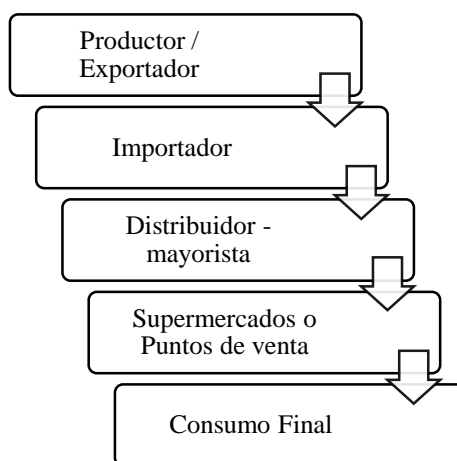 Productor /
Exportador
Importador
Distribuidor -
mayorista
Supermercados o
Puntos de venta
Consumo Final